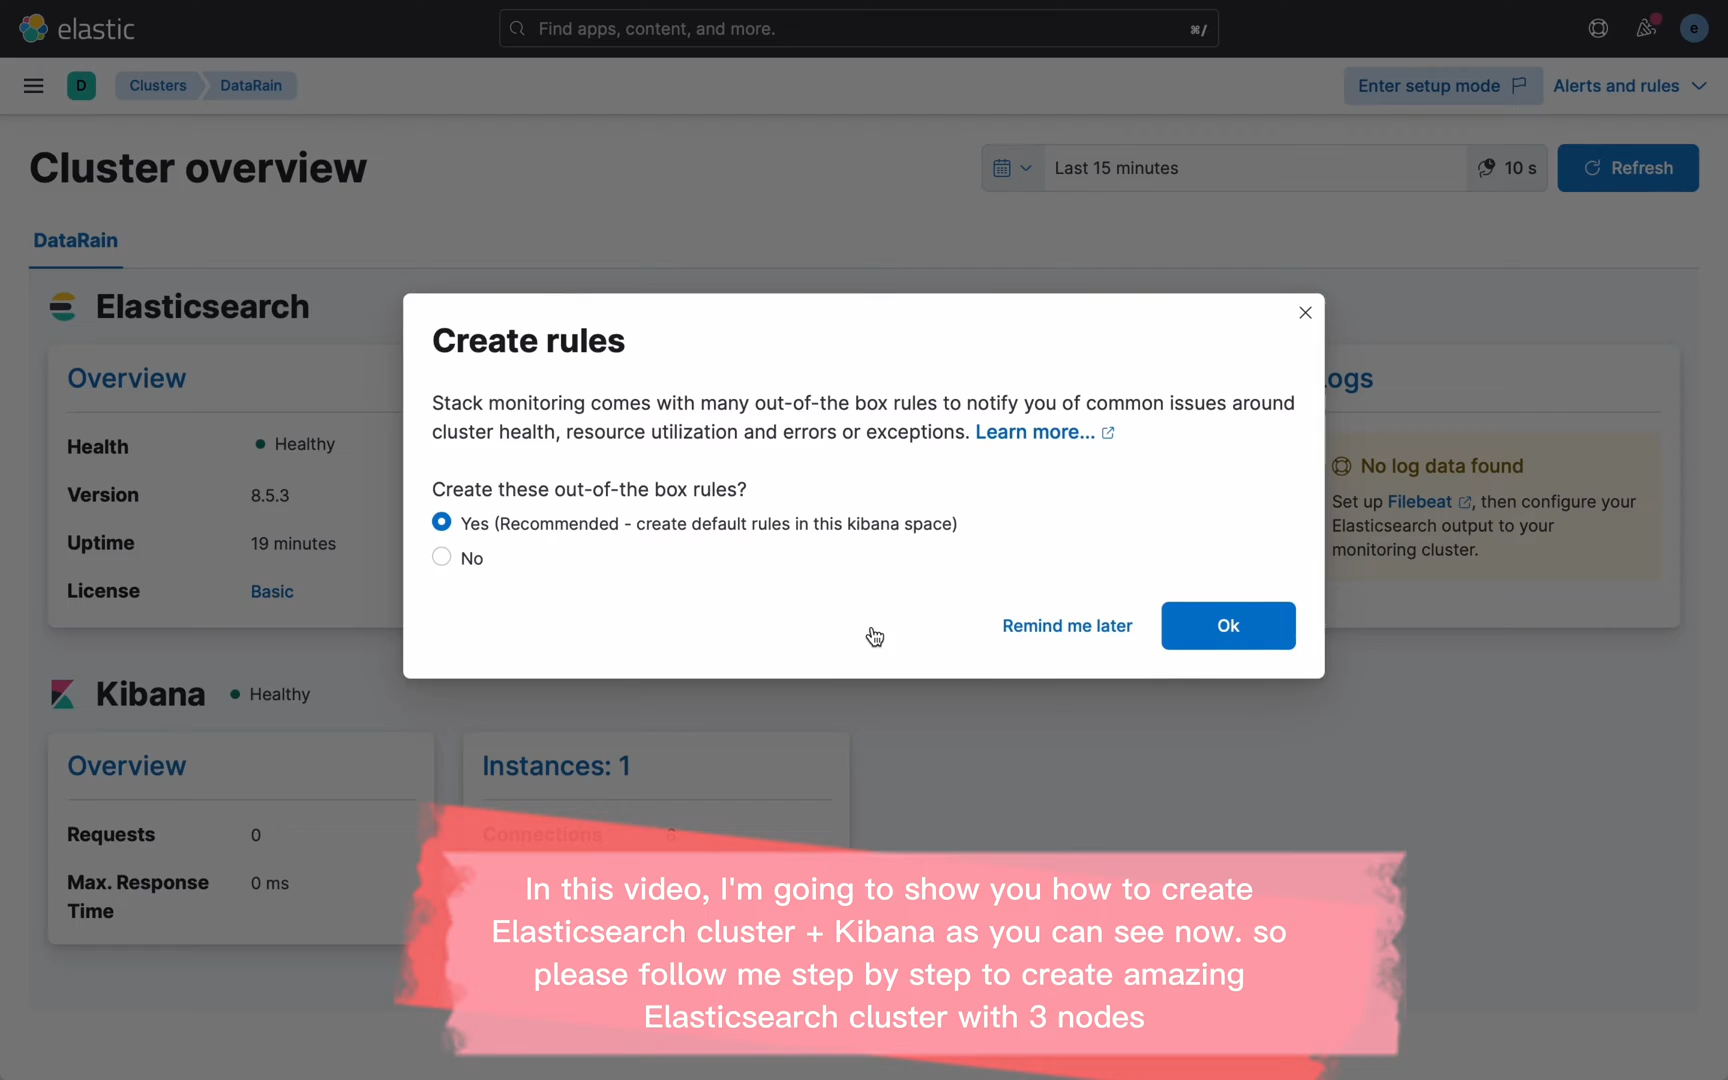 elastic
Find apps, content, and more.
⌘/
e
D
Clusters
DataRain
Enter setup mode
Alerts and rules
Cluster overview
Last 15 minutes
10 s
Refresh
DataRain
Elasticsearch
Overview
Health
Healthy
Version
8.5.3
Uptime
19 minutes
License
Basic
Create rules
Stack monitoring comes with many out-of-the box rules to notify you of common issues around
cluster health, resource utilization and errors or exceptions. Learn more...
Create these out-of-the box rules?
Yes (Recommended - create default rules in this kibana space)
No
Remind me later
Ok
ogs
No log data found
Set up Filebeat, then configure your
Elasticsearch output to your
monitoring cluster.
Kibana
Healthy
Overview
Requests
0
Max. Response
Time
0 ms
Instances: 1
Connections
In this video, I'm going to show you how to create
Elasticsearch cluster + Kibana as you can see now. so
please follow me step by step to create amazing
Elasticsearch cluster with 3 nodes